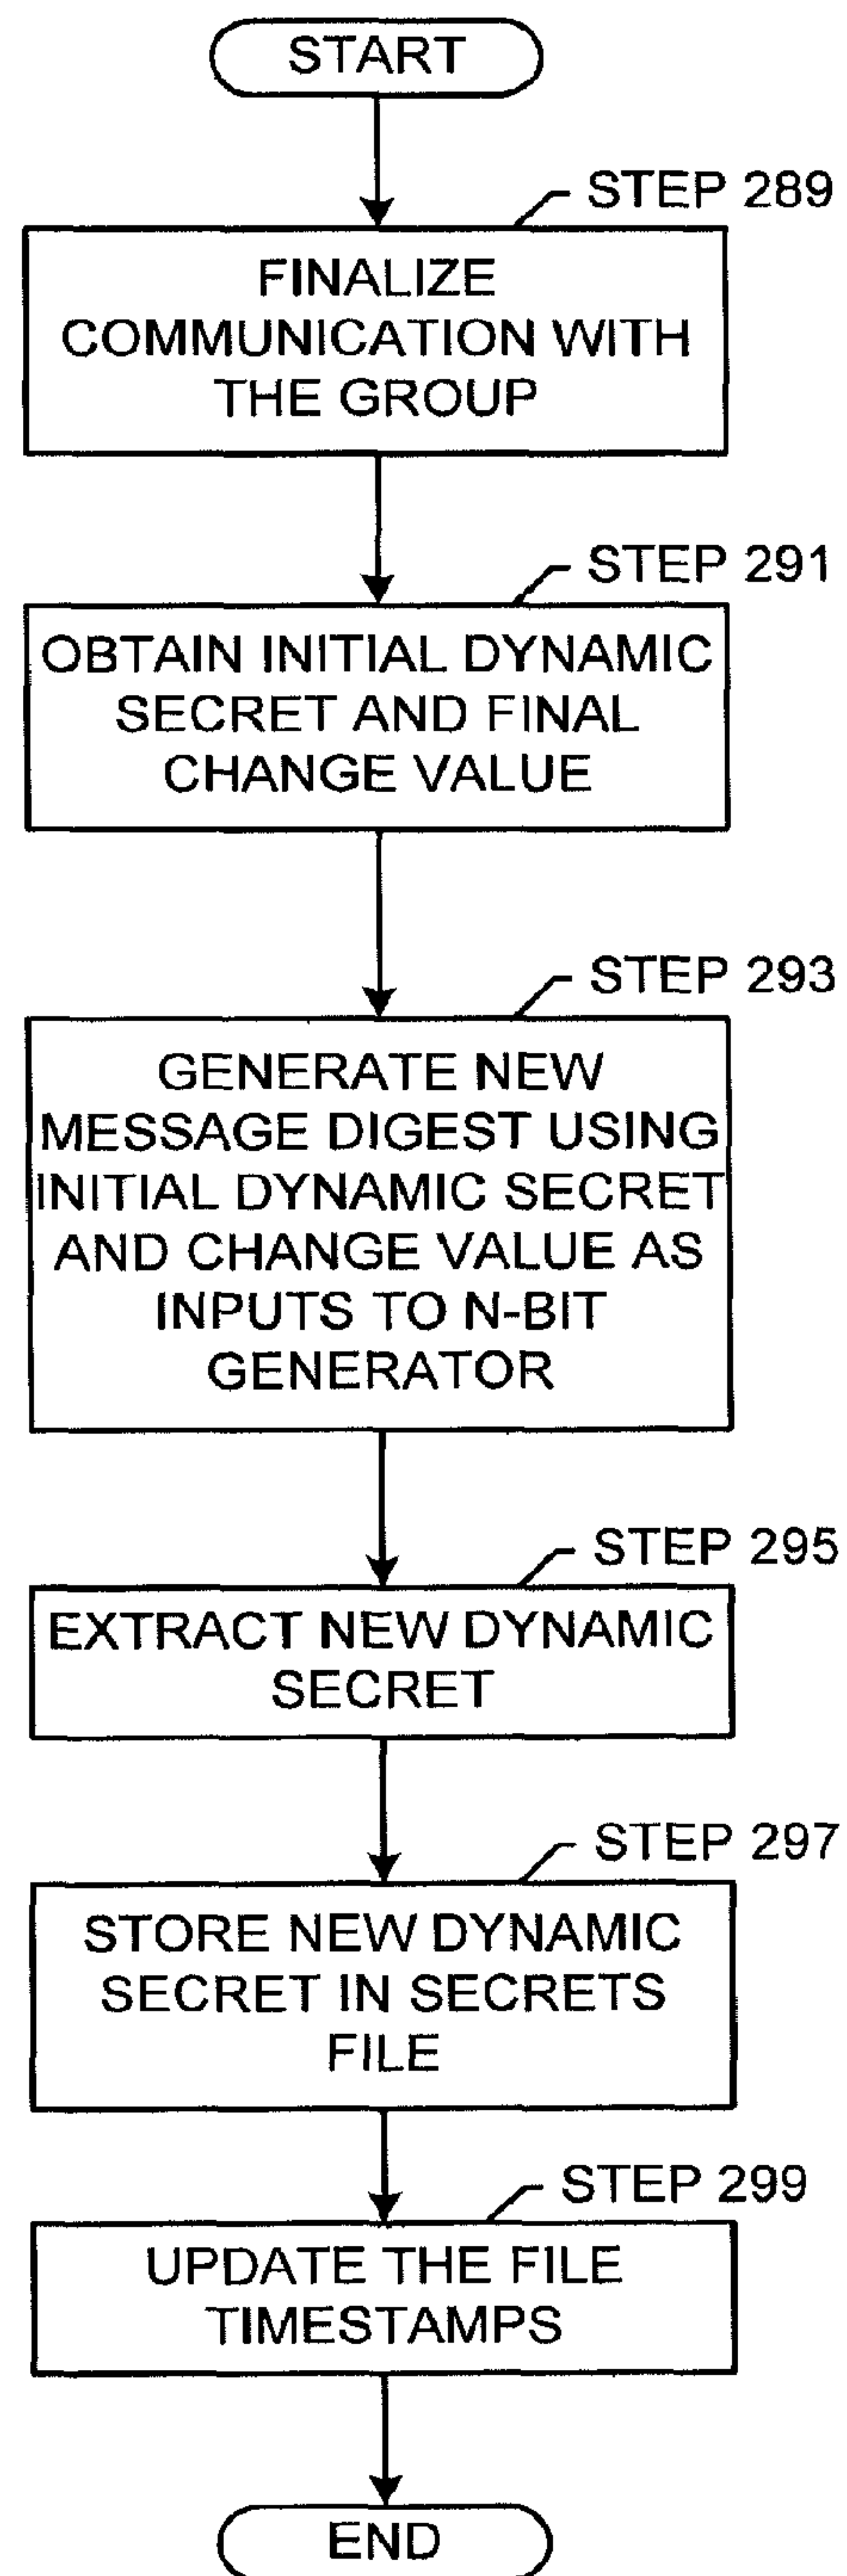 START
STEP 289
FINALIZE
COMMUNICATION WITH
THE GROUP
STEP 291
OBTAIN INITIAL DYNAMIC
SECRET AND FINAL
CHANGE VALUE
STEP 293
GENERATE NEW
MESSAGE DIGEST USING
INITIAL DYNAMIC SECRET
AND CHANGE VALUE AS
INPUTS TO N-BIT
GENERATOR
STEP 295
EXTRACT NEW DYNAMIC
SECRET
STEP 297
STORE NEW DYNAMIC
SECRET IN SECRETS
FILE
STEP 299
UPDATE THE FILE
TIMESTAMPS
END